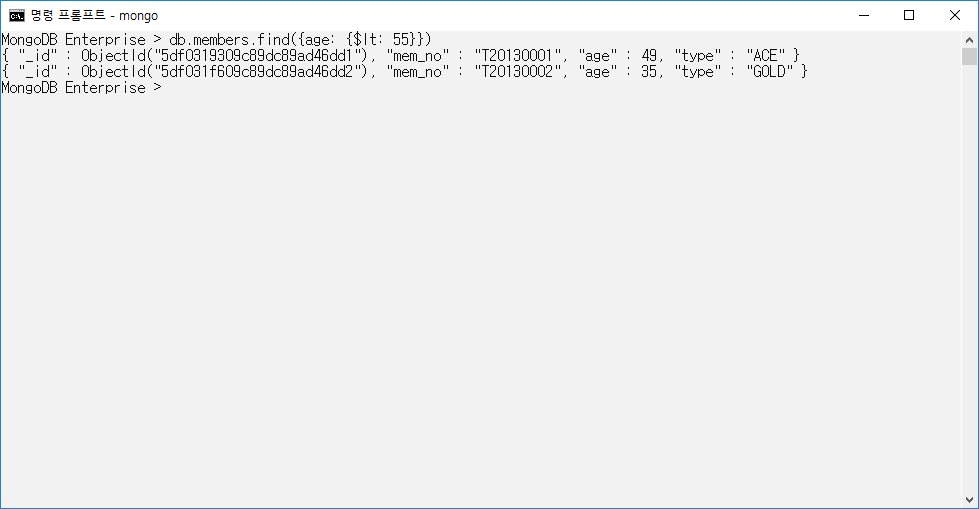 명령 프롬프트 - mongo
MongoDB Enterprise > db.members.find({age: {$lt: 55}})
{ "_id" : ObjectId("5df0319309c89dc89ad46dd1"), "mem_no" : "T20130001", "age" : 49, "type" : "ACE" }
{ "_id" : ObjectId("5df031f609c89dc89ad46dd2"), "mem_no" : "T20130002", "age" : 35, "type" : "GOLD" }
MongoDB Enterprise >